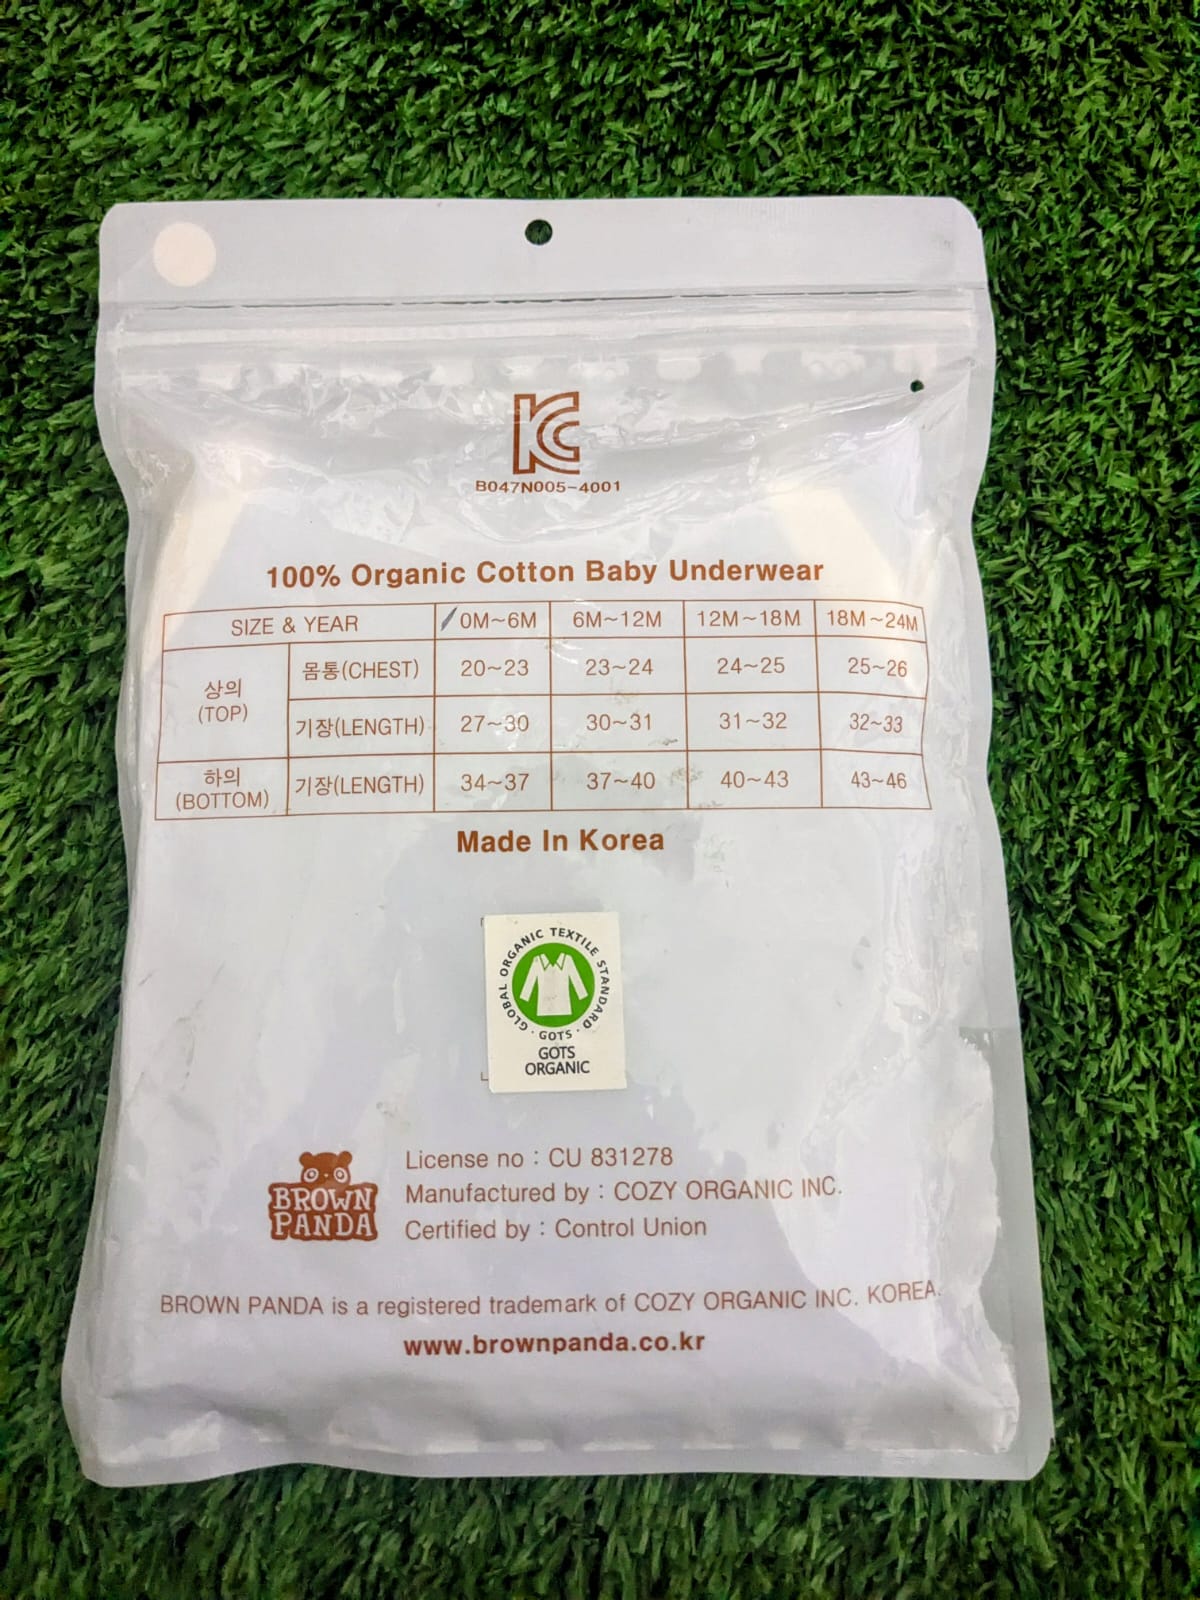 KC
B047N005-4001
100% Organic Cotton Baby Underwear
SIZE & YEAR 0M~6M 6M~12M 12M~18M 18M~24M
상의 (TOP) 몸통(CHEST) 20~23 23~24 24~25 25~26
기장(LENGTH) 27~30 30~31 31~32 32~33
하의 (BOTTOM) 기장(LENGTH) 34~37 37~40 40~43 43~46
Made In Korea
GLOBAL ORGANIC TEXTILE STANDARD · GOTS ·
GOTS
ORGANIC
BROWN
PANDA
License no : CU 831278
Manufactured by : COZY ORGANIC INC.
Certified by : Control Union
BROWN PANDA is a registered trademark of COZY ORGANIC INC. KOREA.
www.brownpanda.co.kr